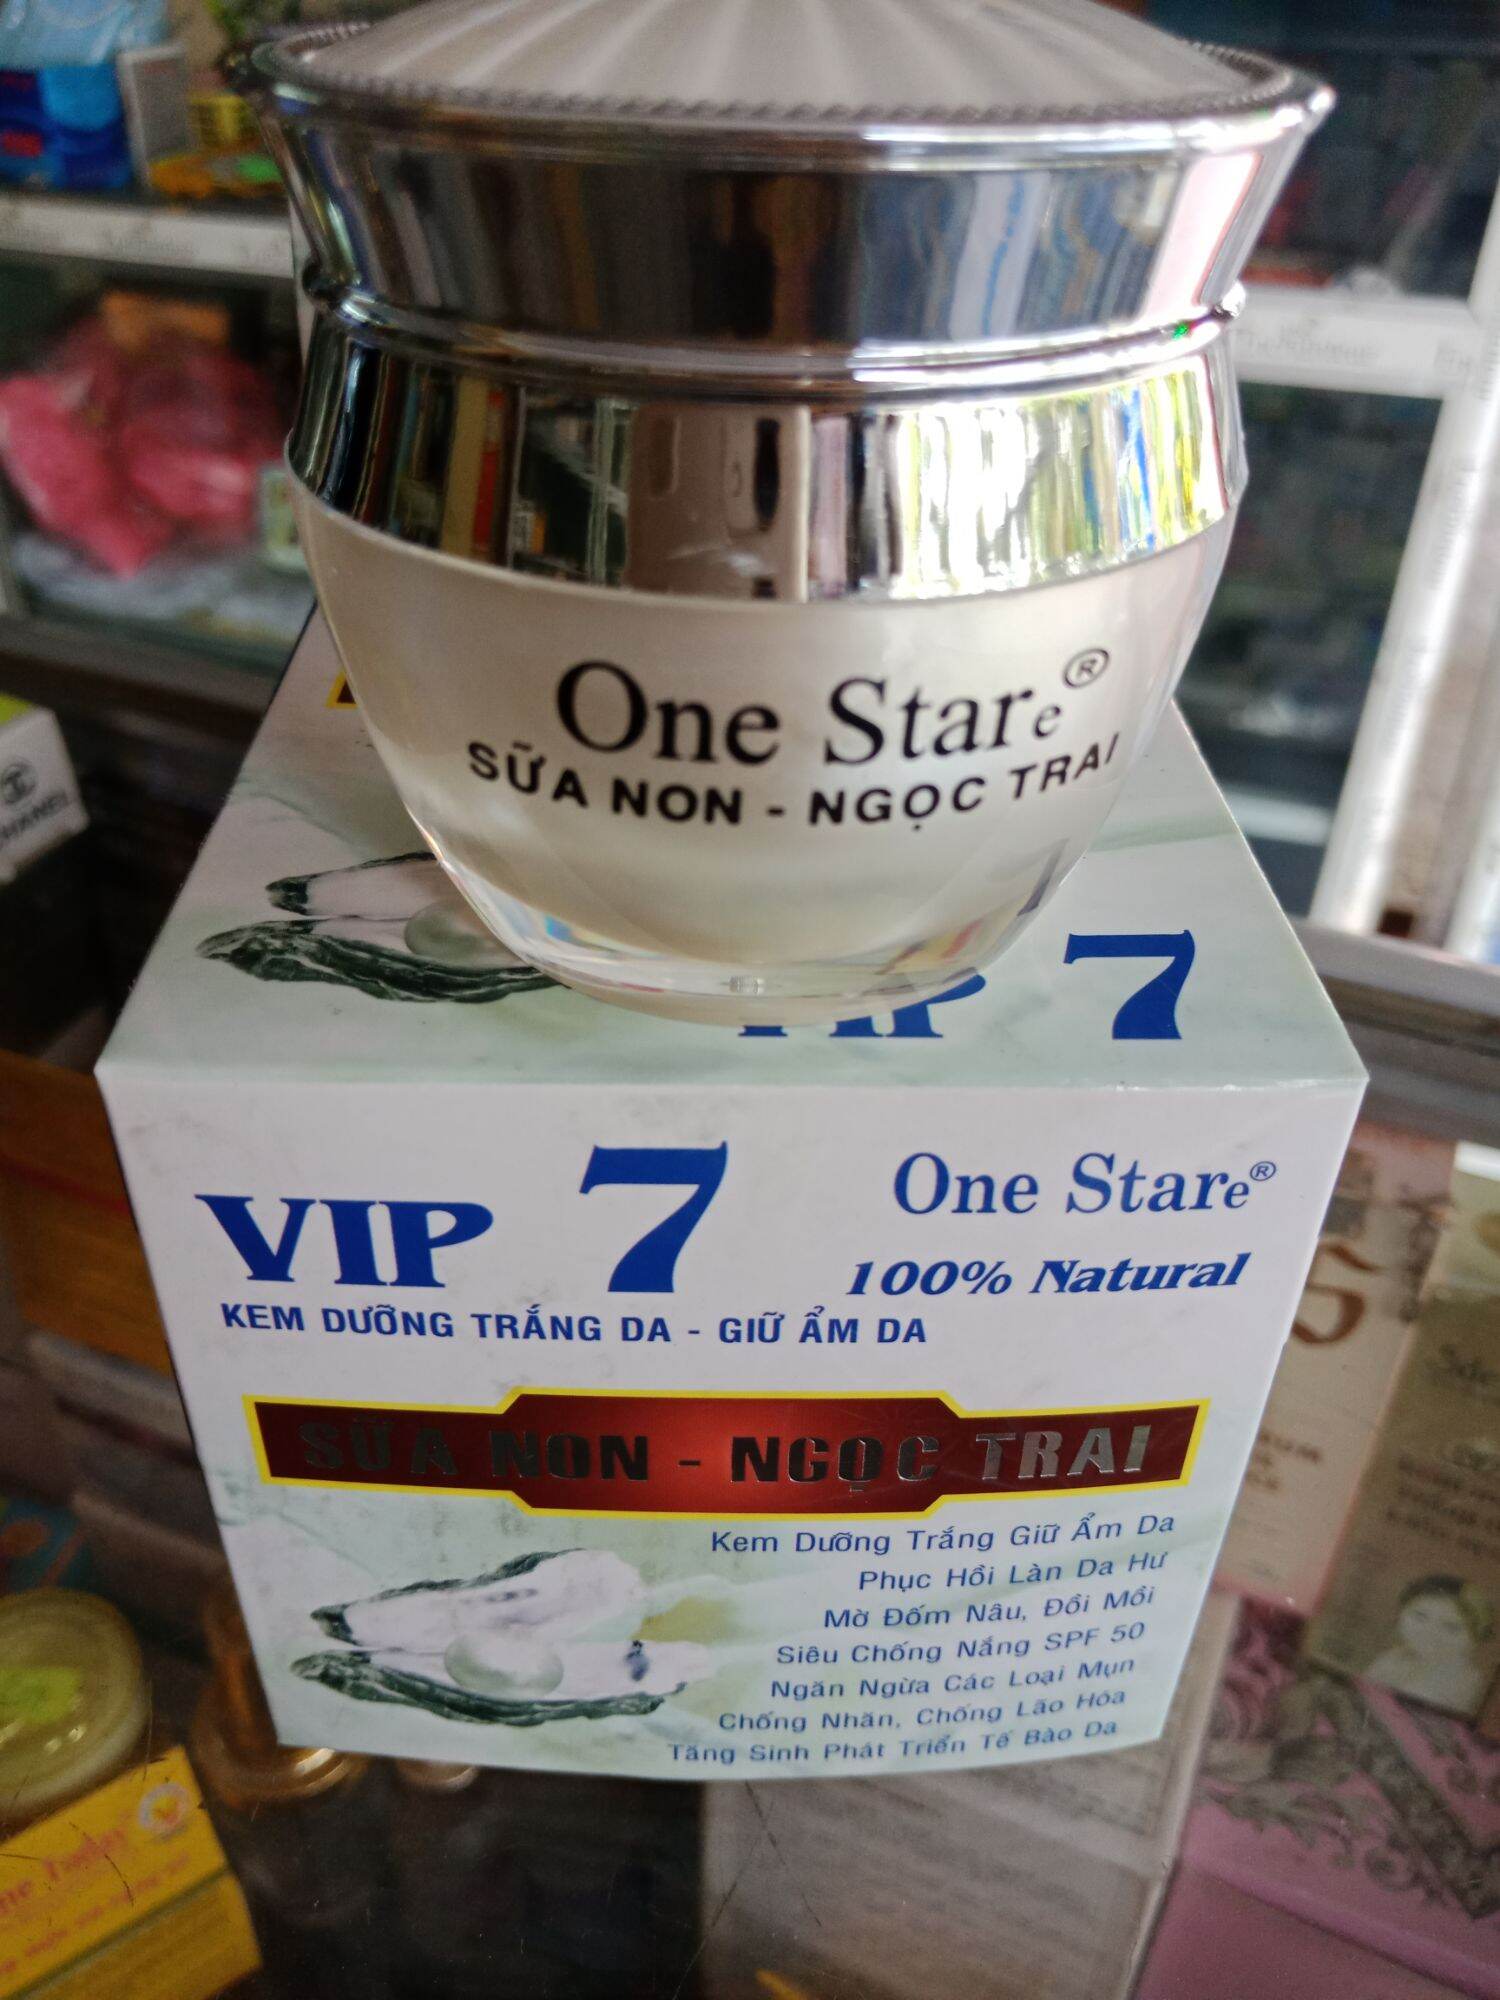 One Stare®
SỮA NON - NGỌC TRAI
VIP 7
VIP 7
One Stare®
100% Natural
KEM DƯỠNG TRẮNG DA - GIỮ ẨM DA
SỮA NON - NGỌC TRAI
Kem Dưỡng Trắng Giữ Ẩm Da
Phục Hồi Làn Da Hư
Mờ Đốm Nâu, Đồi Mồi
Siêu Chống Nắng SPF 50
Ngăn Ngừa Các Loại Mụn
Chống Nhăn, Chống Lão Hóa
Tăng Sinh Phát Triển Tế Bào Da